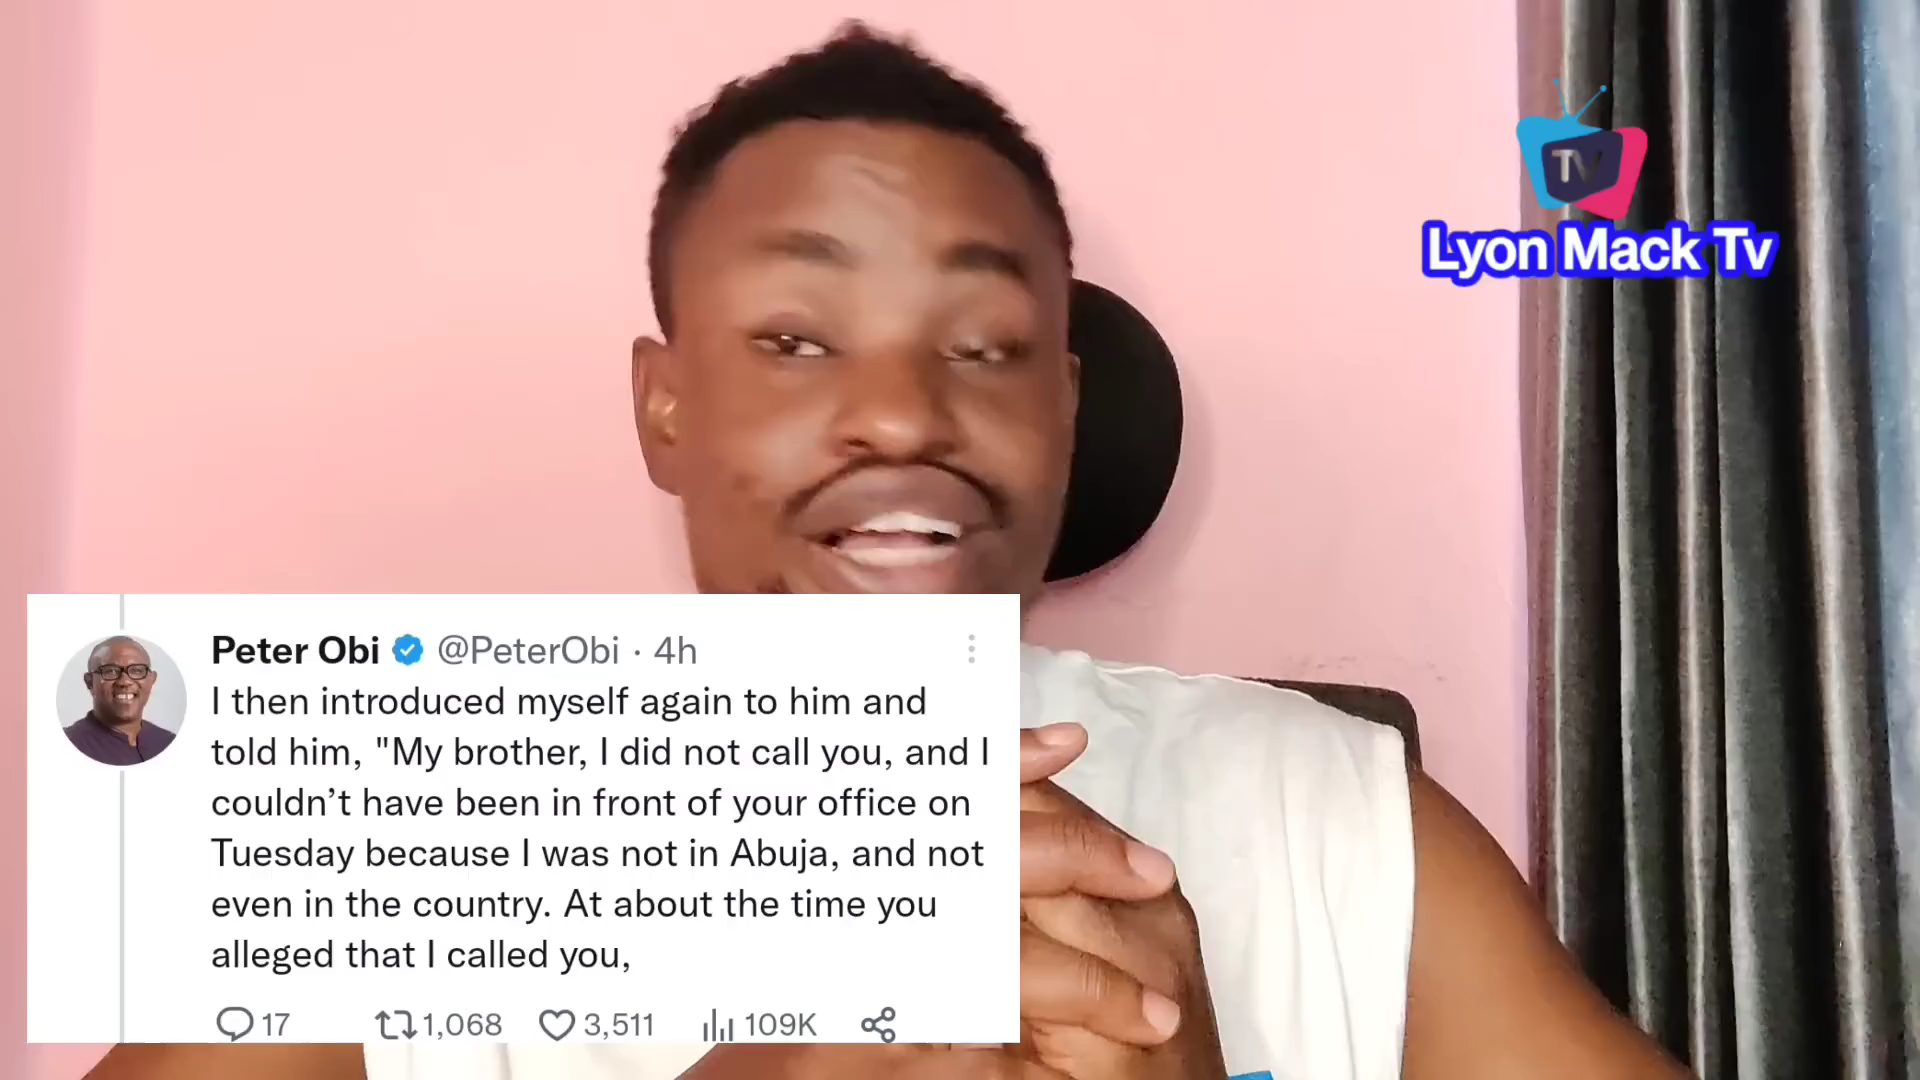 TV
Lyon Mack Tv
Peter Obi @PeterObi · 4h
I then introduced myself again to him and
told him, "My brother, I did not call you, and I
couldn’t have been in front of your office on
Tuesday because I was not in Abuja, and not
even in the country. At about the time you
alleged that I called you,
17 1,068 3,511 109K